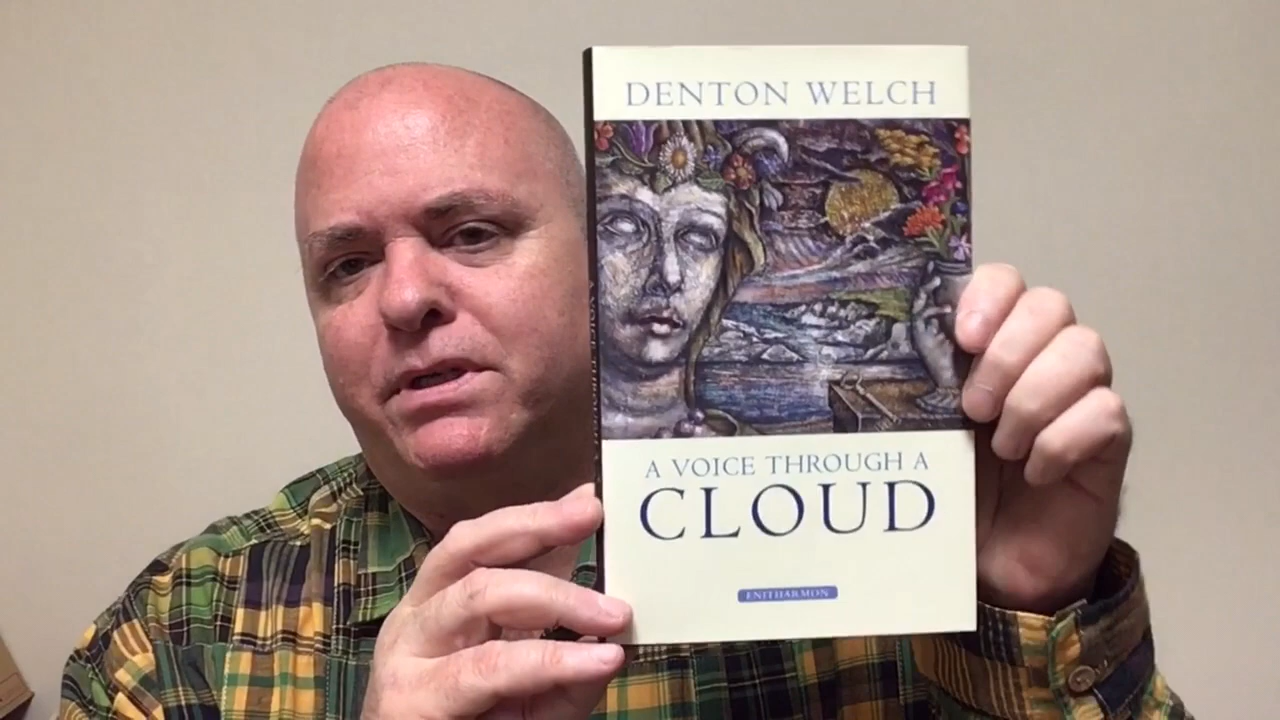 DENTON WELCH
A VOICE THROUGH A
CLOUD
ENITHARMON